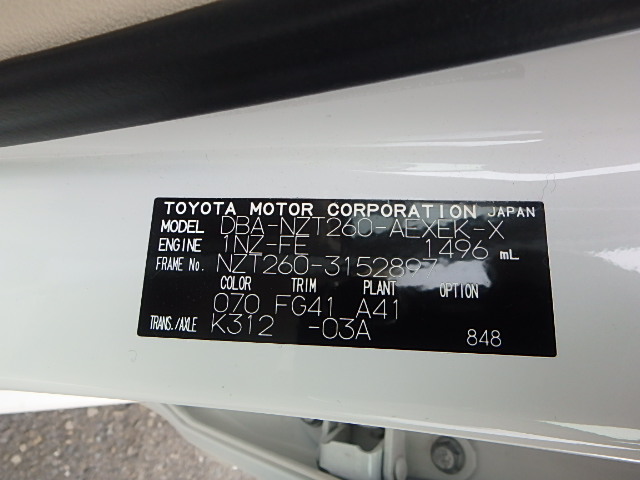 TOYOTA MOTOR CORPORATION JAPAN
MODEL DBA-NZT260-AEXEK-X
ENGINE 1NZ-FE 1496 mL
FRAME No. NZT260-3152897
COLOR TRIM PLANT OPTION
070 FG41 A41
TRANS./AXLE K312 -03A
848